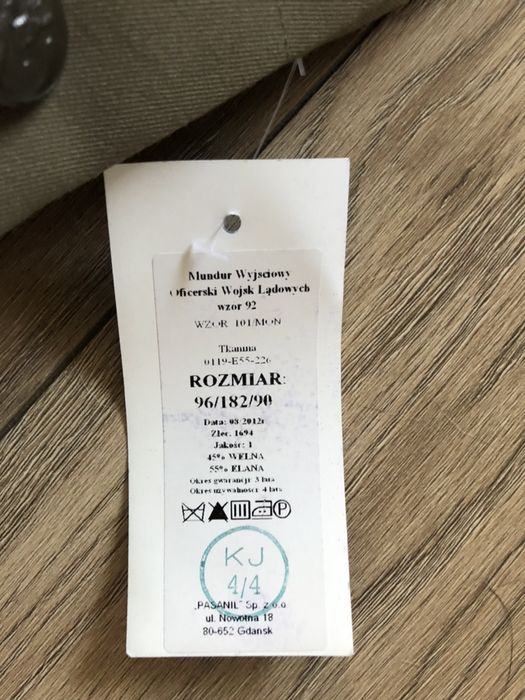 Mundur Wyjsciowy
Oficerski Wojsk Lądowych
wzor 92
WZOR 101/MON
Tkanina
0119-E55-226
ROZMIAR:
96/182/90
Data: 08/2012r
Zlec. 1694
Jakość: 1
45% WELNA
55% ELANA
Okres gwarancji: 3 lata
Okres używalności: 4 lata
P
KJ
4/4
„PASANIL" Sp. z o.o
ul. Nowotna 18
80-652 Gdansk